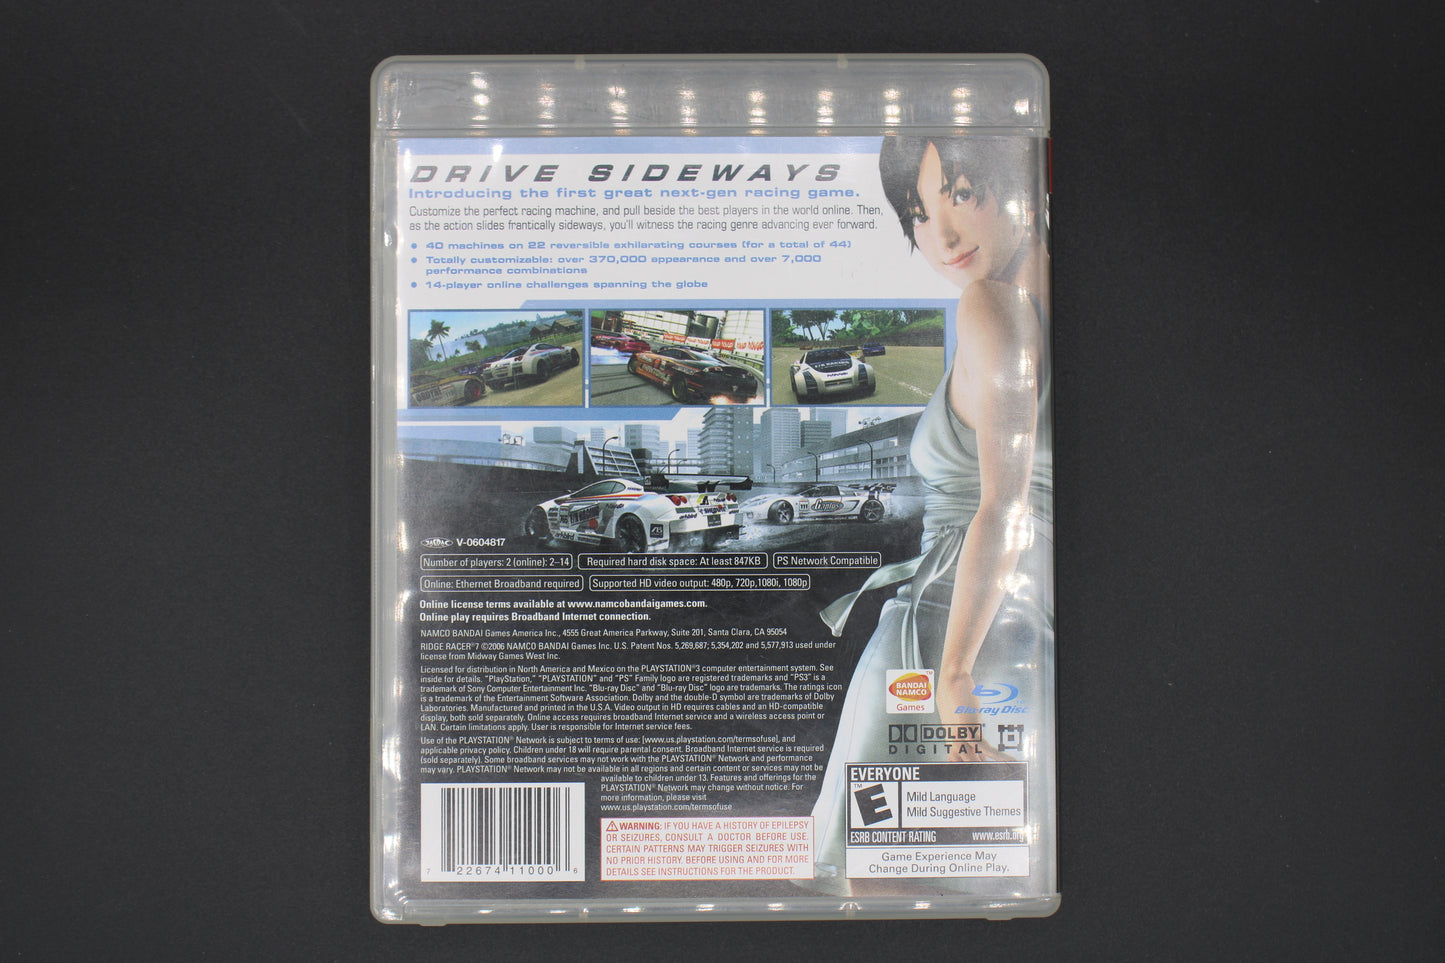 DRIVE SIDEWAYS
Introducing the first great next-gen racing game.
Customize the perfect racing machine, and pull beside the best players in the world online. Then,
as the action slides frantically sideways, you'll witness the racing genre advancing ever forward.
• 40 machines on 22 reversible exhilarating courses (for a total of 44)
• Totally customizable: over 370,000 appearance and over 7,000
performance combinations
• 14-player online challenges spanning the globe
V-0604817
Number of players: 2 (online): 2–14
Required hard disk space: At least 847KB
PS Network Compatible
Online: Ethernet Broadband required
Supported HD video output: 480p, 720p,1080i, 1080p
Online license terms available at www.namcobandaigames.com.
Online play requires Broadband Internet connection.
NAMCO BANDAI Games America Inc., 4555 Great America Parkway, Suite 201, Santa Clara, CA 95054
RIDGE RACER®7 ©2006 NAMCO BANDAI Games Inc. U.S. Patent Nos. 5,269,687; 5,354,202 and 5,577,913 used under
license from Midway Games West Inc.
Licensed for distribution in North America and Mexico on the PLAYSTATION®3 computer entertainment system. See
inside for details. "PlayStation," "PLAYSTATION" and "PS" Family logo are registered trademarks and "PS3" is a
trademark of Sony Computer Entertainment Inc. "Blu-ray Disc" and "Blu-ray Disc" logo are trademarks. The ratings icon
is a trademark of the Entertainment Software Association. Dolby and the double-D symbol are trademarks of Dolby
Laboratories. Manufactured and printed in the U.S.A. Video output in HD requires cables and an HD-compatible
display, both sold separately. Online access requires broadband Internet service and a wireless access point or
LAN. Certain limitations apply. User is responsible for Internet service fees.
Use of the PLAYSTATION® Network is subject to terms of use: [www.us.playstation.com/termsofuse], and
applicable privacy policy. Children under 18 will require parental consent. Broadband Internet service is required
(sold separately). Some broadband services may not work with the PLAYSTATION® Network and performance
may vary. PLAYSTATION® Network may not be available in all regions and certain content or services may not be
available to children under 13. Features and offerings for the
PLAYSTATION® Network may change without notice. For
more information, please visit
www.us.playstation.com/termsofuse
7 22674 11000 6
WARNING: IF YOU HAVE A HISTORY OF EPILEPSY
OR SEIZURES, CONSULT A DOCTOR BEFORE USE.
CERTAIN PATTERNS MAY TRIGGER SEIZURES WITH
NO PRIOR HISTORY. BEFORE USING AND FOR MORE
DETAILS SEE INSTRUCTIONS FOR THE PRODUCT.
BANDAI
NAMCO
Games
Blu-ray Disc
DOLBY
DIGITAL
EVERYONE
E
TM
Mild Language
Mild Suggestive Themes
ESRB CONTENT RATING www.esrb.org
Game Experience May
Change During Online Play.